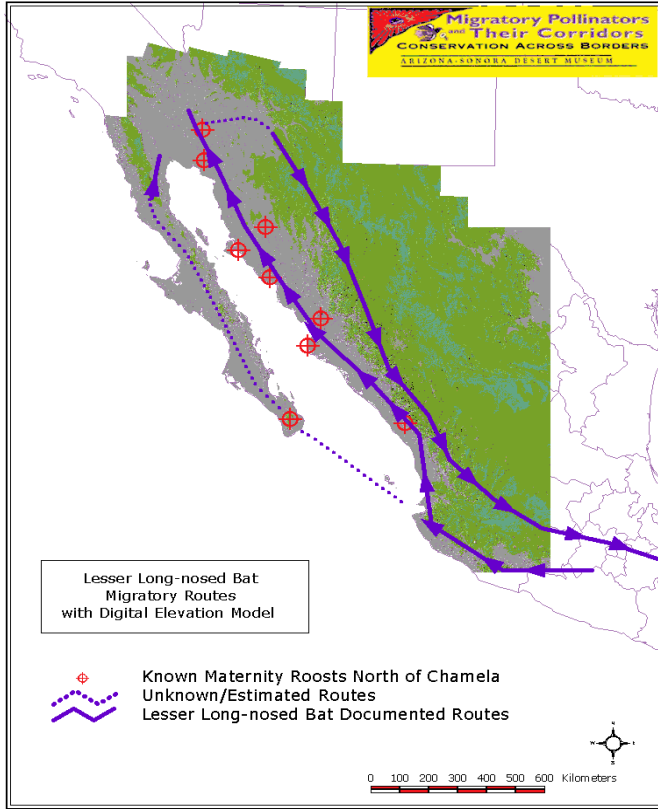 Migratory Pollinators
and Their Corridors
CONSERVATION ACROSS BORDERS
ARIZONA-SONORA DESERT MUSEUM
Lesser Long-nosed Bat
Migratory Routes
with Digital Elevation Model
Known Maternity Roosts North of Chamela
Unknown/Estimated Routes
Lesser Long-nosed Bat Documented Routes
N
W
S
0 100 200 300 400 500 600 Kilometers